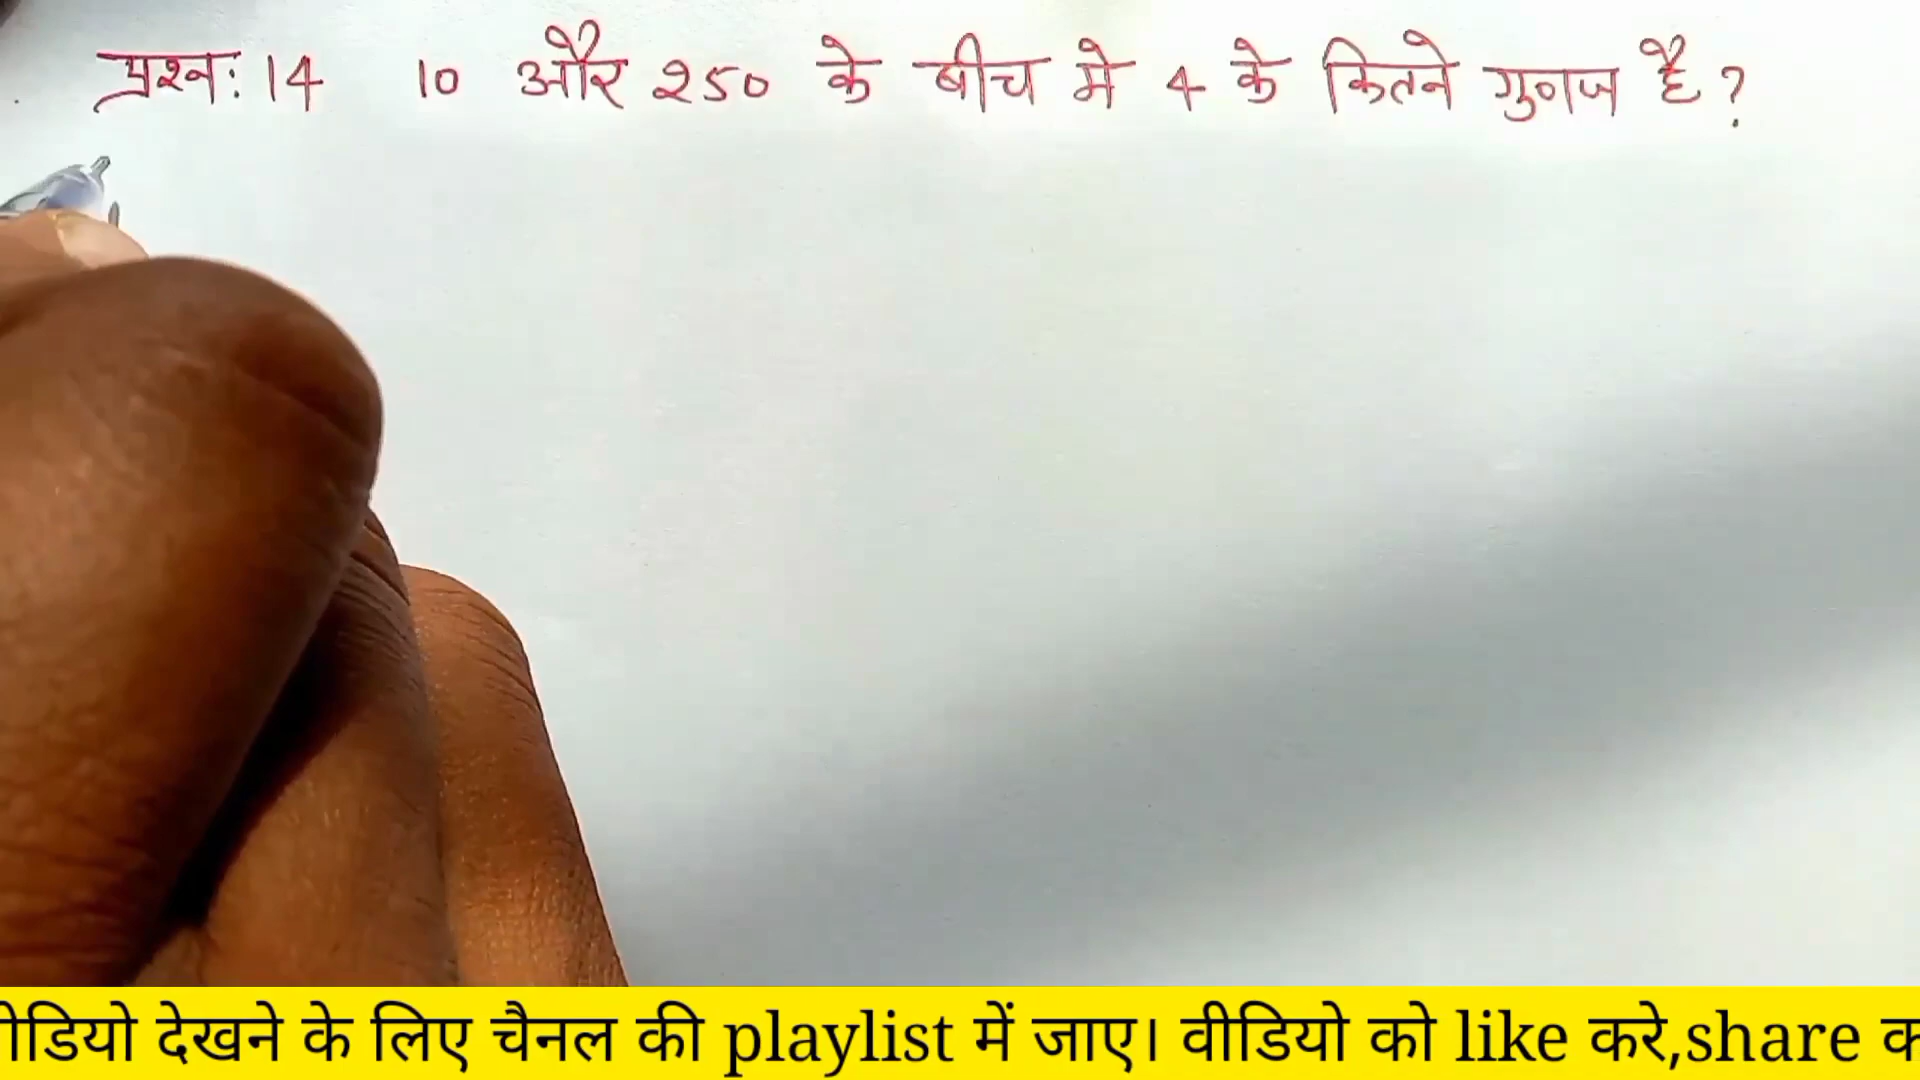 प्रश्न: 14 10 और 250 के बीच मे 4 के कितने गुणज है?
ीडियो देखने के लिए चैनल की playlist में जाए। वीडियो को like करे,share क